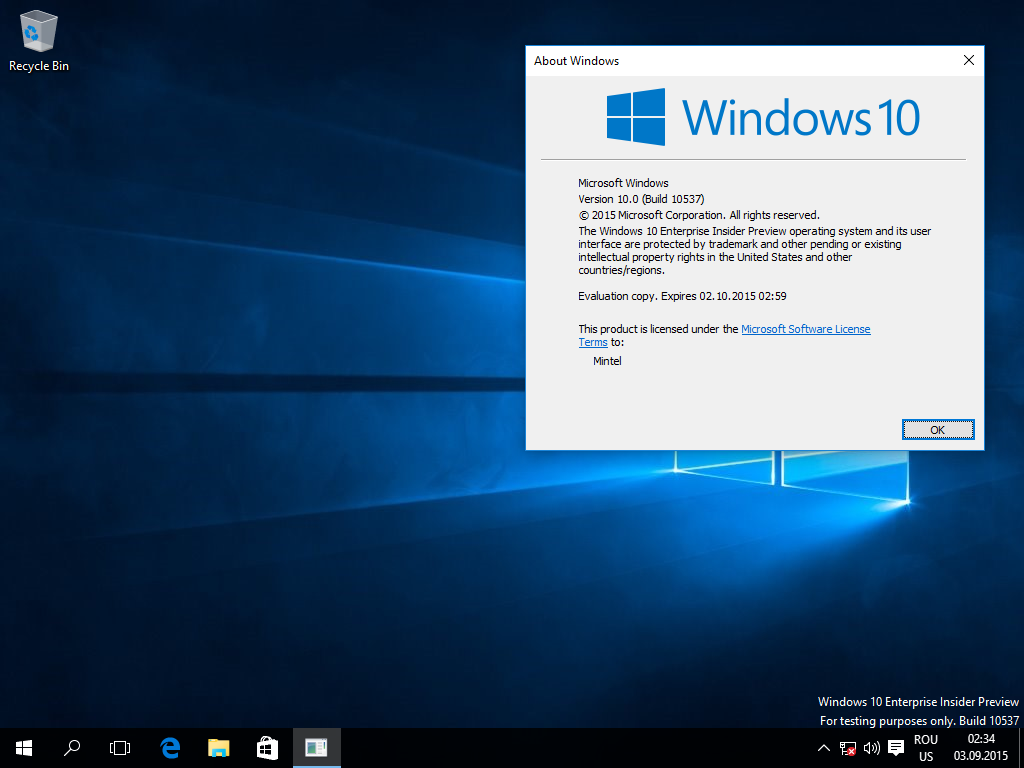 Recycle Bin
About Windows
Windows 10
Microsoft Windows
Version 10.0 (Build 10537)
© 2015 Microsoft Corporation. All rights reserved.
The Windows 10 Enterprise Insider Preview operating system and its user
interface are protected by trademark and other pending or existing
intellectual property rights in the United States and other
countries/regions.
Evaluation copy. Expires 02.10.2015 02:59
This product is licensed under the Microsoft Software License
Terms to:
Mintel
OK
Windows 10 Enterprise Insider Preview
For testing purposes only. Build 10537
ROU
US
02:34
03.09.2015